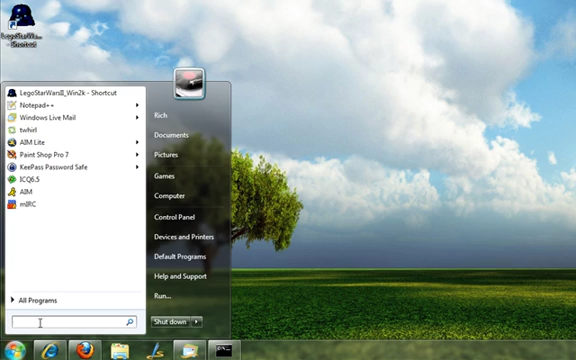 LegoStarWa...
- Shortcut
LegoStarWarsII_Win2k - Shortcut
Notepad++
Windows Live Mail
twhirl
AIM Lite
Paint Shop Pro 7
KeePass Password Safe
ICQ6.5
AIM
mIRC
All Programs
Rich
Documents
Pictures
Games
Computer
Control Panel
Devices and Printers
Default Programs
Help and Support
Run...
Shut down